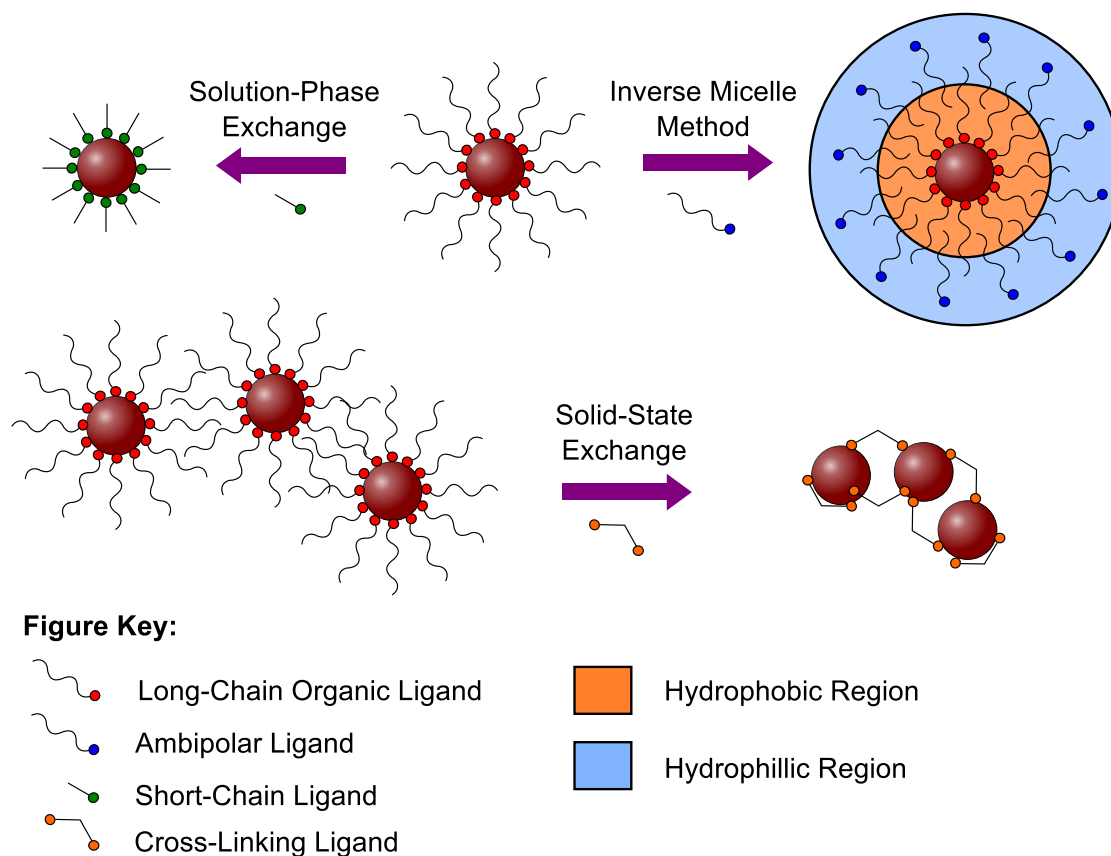 Solution-Phase
Exchange
Inverse Micelle
Method
Solid-State
Exchange
Figure Key:
Long-Chain Organic Ligand
Ambipolar Ligand
Short-Chain Ligand
Cross-Linking Ligand
Hydrophobic Region
Hydrophillic Region